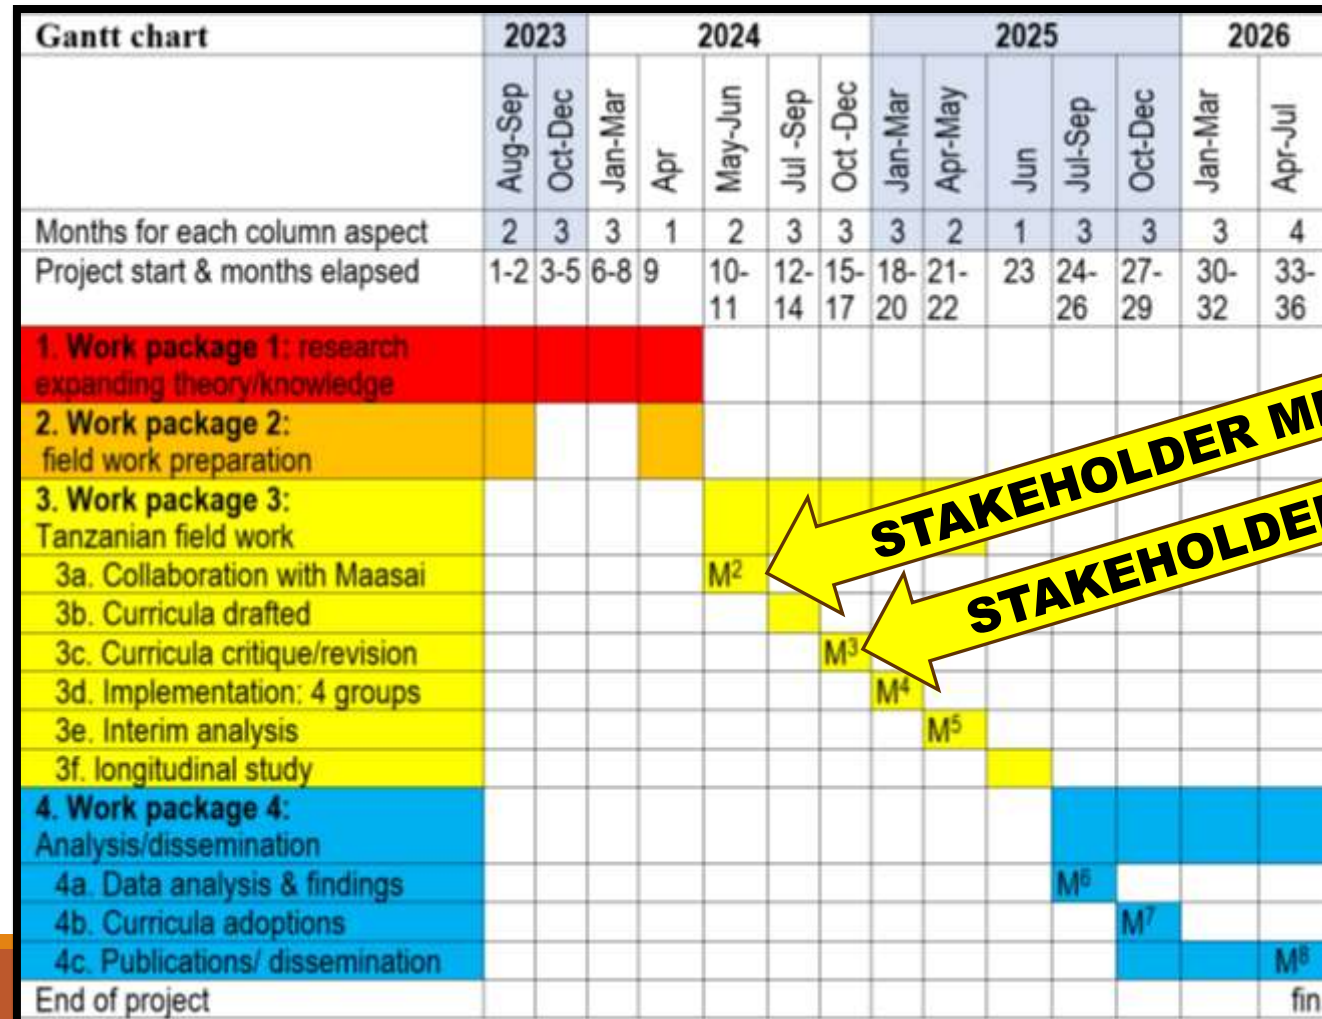 Gantt chart 2023 2024 2025 2026
Aug-Sep Oct-Dec Jan-Mar Apr May-Jun Jul -Sep Oct -Dec Jan-Mar Apr-May Jun Jul-Sep Oct-Dec Jan-Mar Apr-Jul
Months for each column aspect 2 3 3 1 2 3 3 3 2 1 3 3 3 4
Project start & months elapsed 1-2 3-5 6-8 9 10-11 12-14 15-17 18-20 21-22 23 24-26 27-29 30-32 33-36
1. Work package 1: research
expanding theory/knowledge
2. Work package 2:
field work preparation
3. Work package 3:
Tanzanian field work
STAKEHOLDER
3a. Collaboration with Maasai M²
STAKEHOLDER
3b. Curricula drafted
3c. Curricula critique/revision M³
3d. Implementation: 4 groups M⁴
3e. Interim analysis M⁵
3f. longitudinal study
4. Work package 4:
Analysis/dissemination
4a. Data analysis & findings M⁶
4b. Curricula adoptions M⁷
4c. Publications/ dissemination M⁸
End of project fin